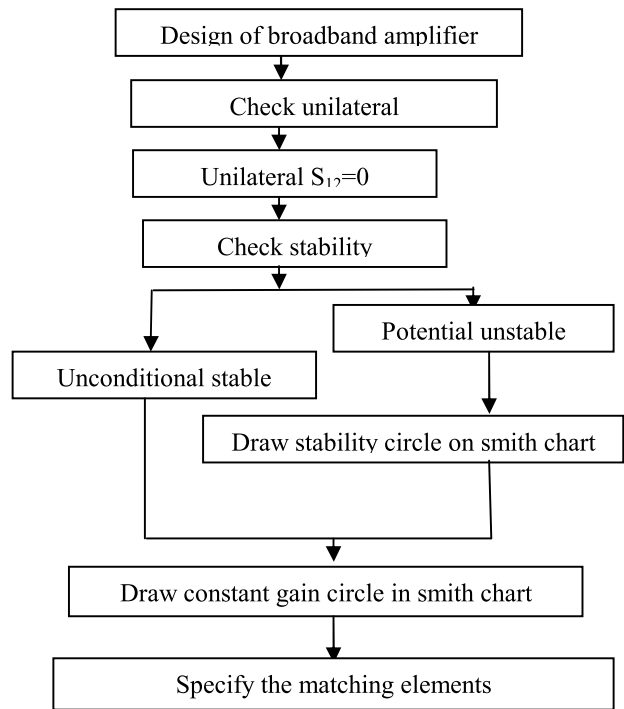 Design of broadband amplifier
Check unilateral
Unilateral S₁₂=0
Check stability
Potential unstable
Unconditional stable
Draw stability circle on smith chart
Draw constant gain circle in smith chart
Specify the matching elements